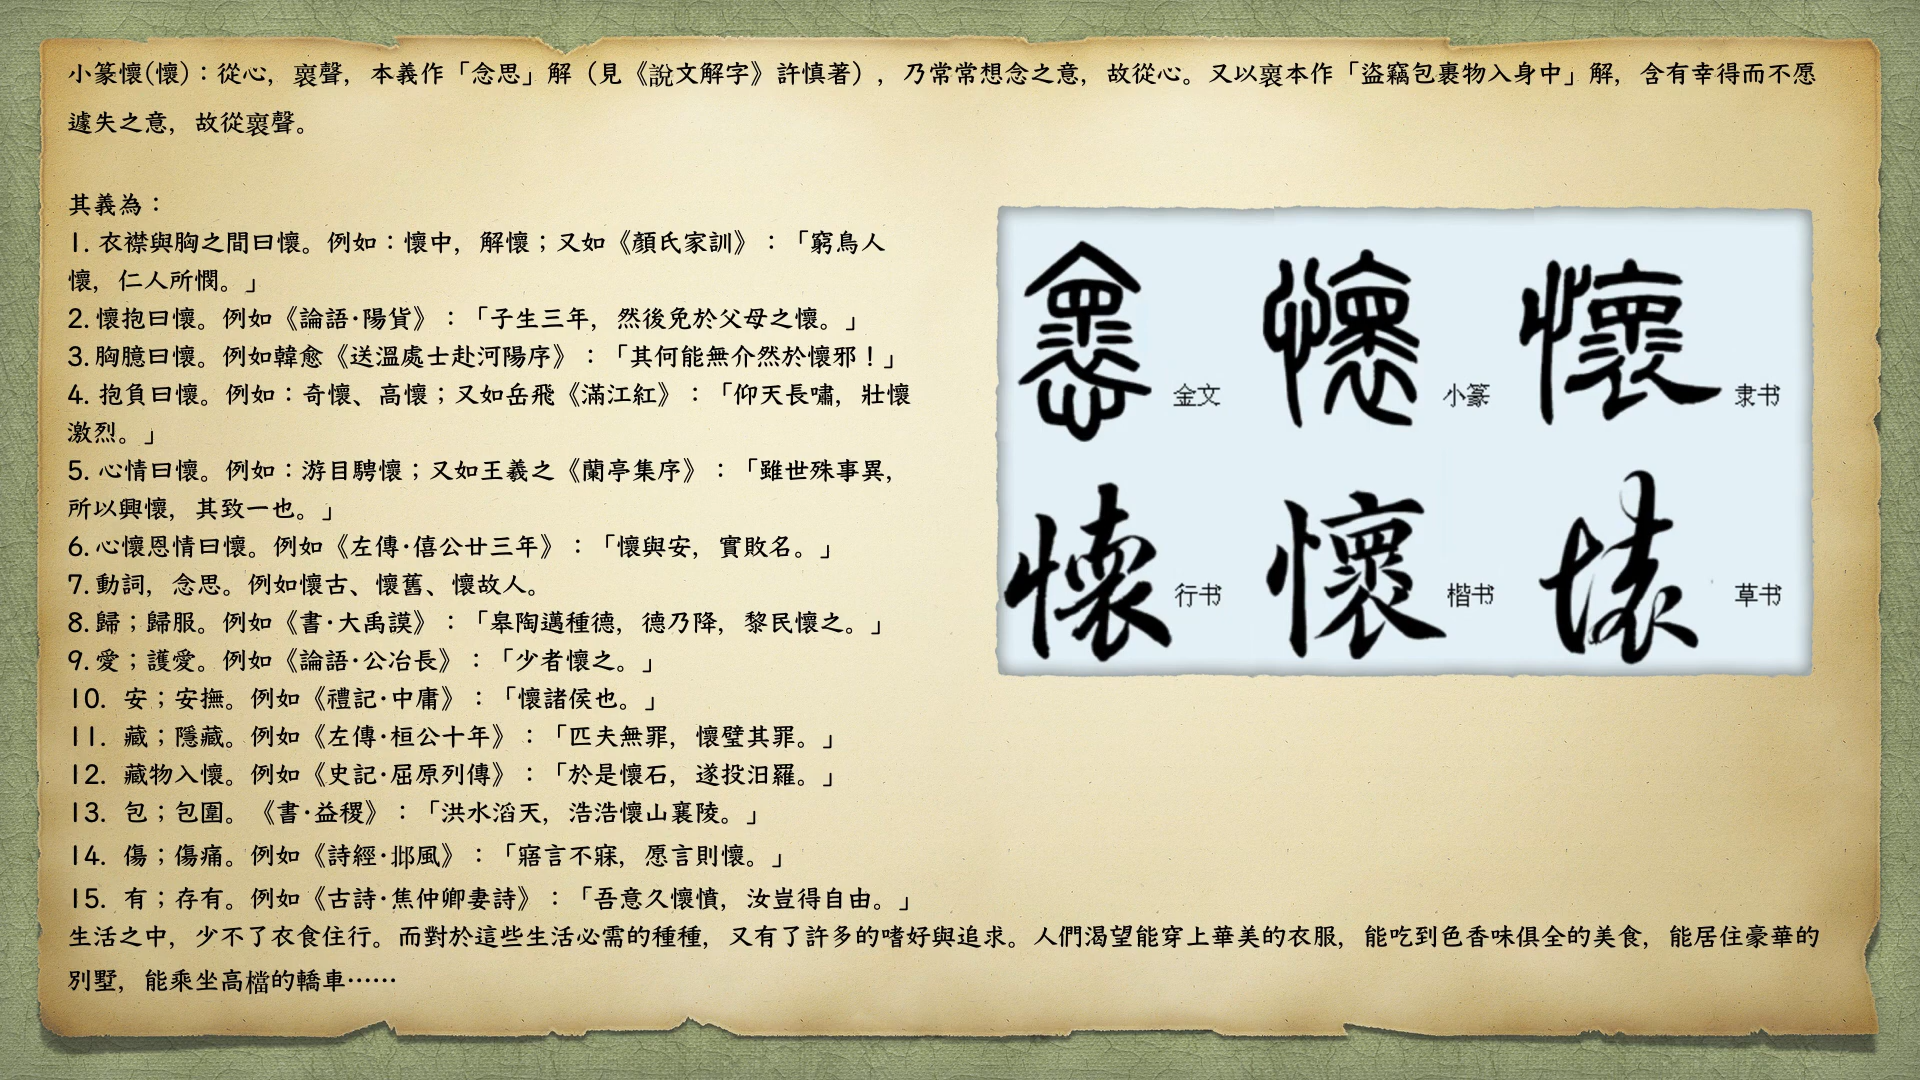 小篆懷(懷)：從心，褱聲，本義作「念思」解（見《說文解字》許慎著），乃常常想念之意，故從心。又以褱本作「盜竊包裹物入身中」解，含有幸得而不愿
遽失之意，故從褱聲。
其義為：
1. 衣襟與胸之間曰懷。例如：懷中，解懷；又如《顏氏家訓》：「窮鳥人
懷，仁人所憫。」
2. 懷抱曰懷。例如《論語·陽貨》：「子生三年，然後免於父母之懷。」
3. 胸臆曰懷。例如韓愈《送溫處士赴河陽序》：「其何能無介然於懷邪！」
4. 抱負曰懷。例如：奇懷、高懷；又如岳飛《滿江紅》：「仰天長嘯，壯懷
激烈。」
5. 心情曰懷。例如：游目騁懷；又如王羲之《蘭亭集序》：「雖世殊事異，
所以興懷，其致一也。」
6. 心懷恩情曰懷。例如《左傳·僖公廿三年》：「懷與安，實敗名。」
7. 動詞，念思。例如懷古、懷舊、懷故人。
8. 歸；歸服。例如《書·大禹謨》：「皋陶邁種德，德乃降，黎民懷之。」
9. 愛；護愛。例如《論語·公冶長》：「少者懷之。」
10. 安；安撫。例如《禮記·中庸》：「懷諸侯也。」
11. 藏；隱藏。例如《左傳·桓公十年》：「匹夫無罪，懷璧其罪。」
12. 藏物入懷。例如《史記·屈原列傳》：「於是懷石，遂投汨羅。」
13. 包；包圍。《書·益稷》：「洪水滔天，浩浩懷山襄陵。」
14. 傷；傷痛。例如《詩經·邶風》：「寤言不寐，愿言則懷。」
15. 有；存有。例如《古詩·焦仲卿妻詩》：「吾意久懷憤，汝豈得自由。」
生活之中，少不了衣食住行。而對於這些生活必需的種種，又有了許多的嗜好與追求。人們渴望能穿上華美的衣服，能吃到色香味俱全的美食，能居住豪華的
別墅，能乘坐高檔的轎車……
懷 金文 懷 小篆 懷 隶书
懷 行书 懷 楷书 懷 草书